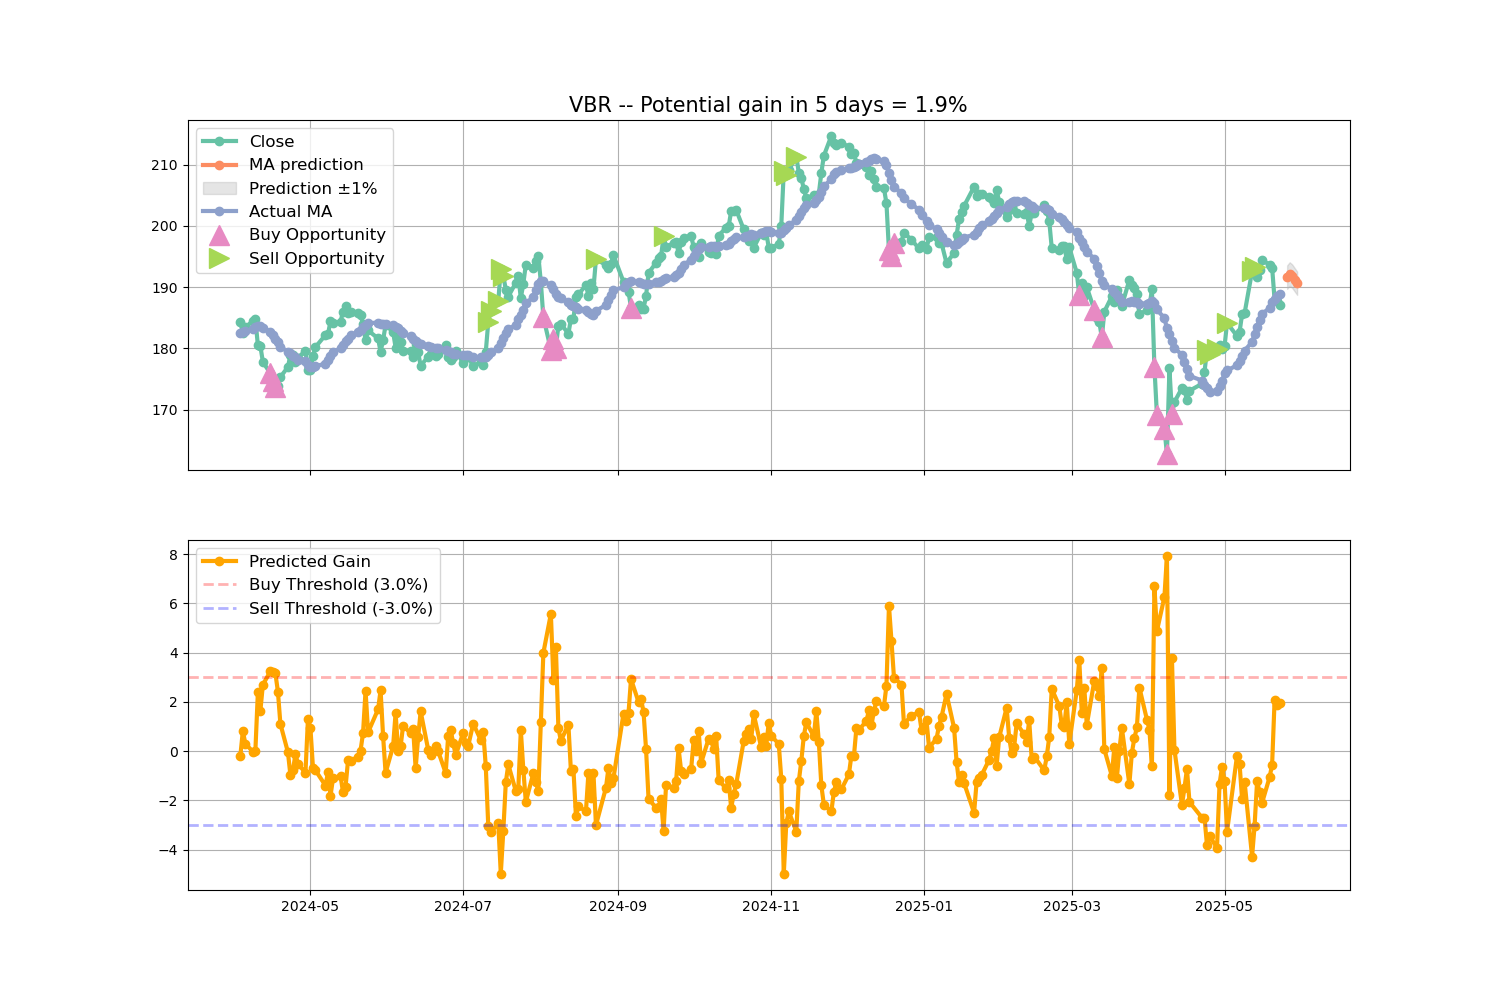 VBR -- Potential gain in 5 days = 1.9%
Close
MA prediction
Prediction ±1%
Actual MA
Buy Opportunity
Sell Opportunity
210
200
190
180
170
Predicted Gain
Buy Threshold (3.0%)
Sell Threshold (-3.0%)
8
6
4
2
0
−2
−4
2024-05 2024-07 2024-09 2024-11 2025-01 2025-03 2025-05